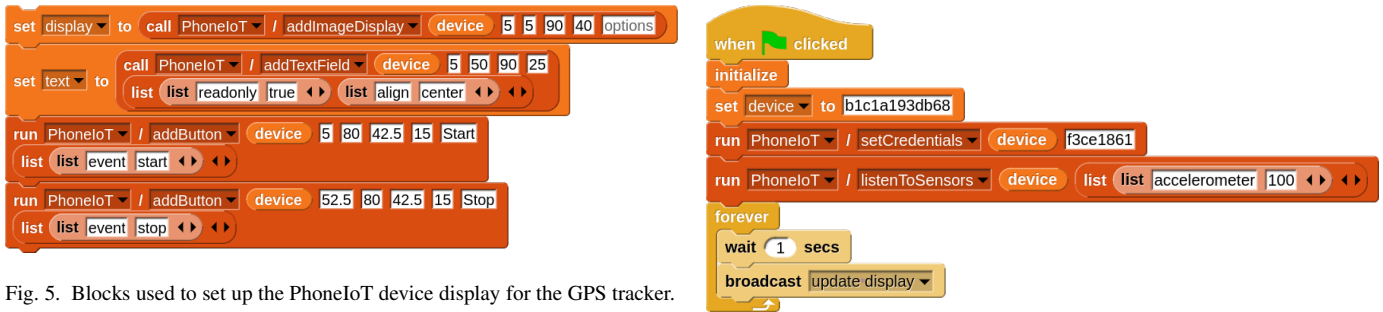 set display to call PhoneIoT / addImageDisplay device 5 5 90 40 options
set text to call PhoneIoT / addTextField device 5 50 90 25
list list readonly true list align center
run PhoneIoT / addButton device 5 80 42.5 15 Start
list list event start
run PhoneIoT / addButton device 52.5 80 42.5 15 Stop
list list event stop
Fig. 5. Blocks used to set up the PhoneIoT device display for the GPS tracker.
when clicked
initialize
set device to b1c1a193db68
run PhoneIoT / setCredentials device f3ce1861
run PhoneIoT / listenToSensors device list list accelerometer 100
forever
wait 1 secs
broadcast update display